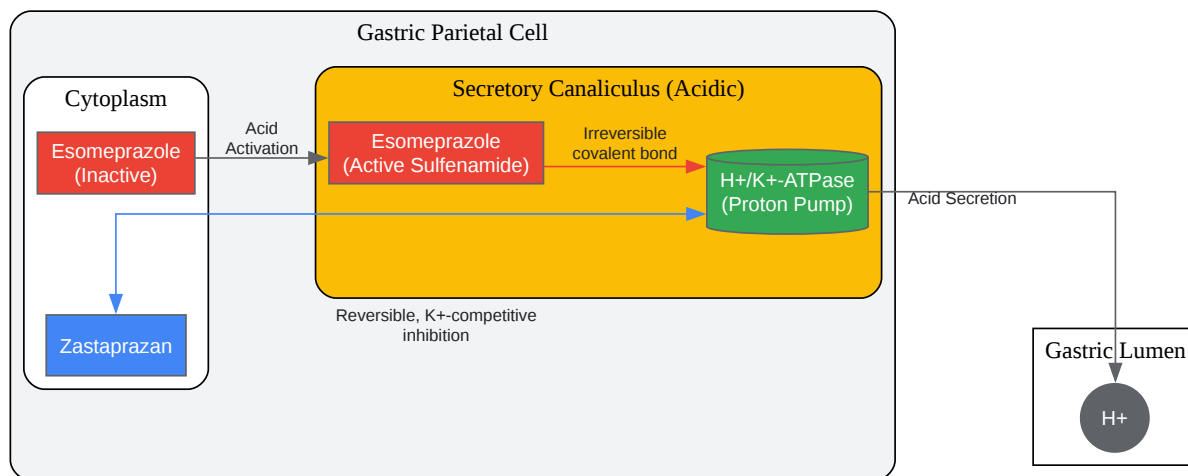 Gastric Parietal Cell
Cytoplasm
Secretory Canaliculus (Acidic)
Esomeprazole
(Inactive)
Acid
Activation
Esomeprazole
(Active Sulfenamide)
Irreversible
covalent bond
H+/K+-ATPase
(Proton Pump)
Acid Secretion
Zastaprazan
Reversible, K+-competitive
inhibition
Gastric Lumen
H+